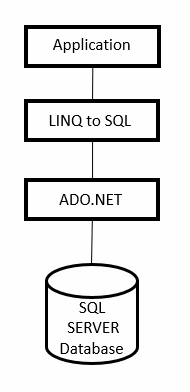 Application
LINQ to SQL
ADO.NET
SQL
SERVER
Database